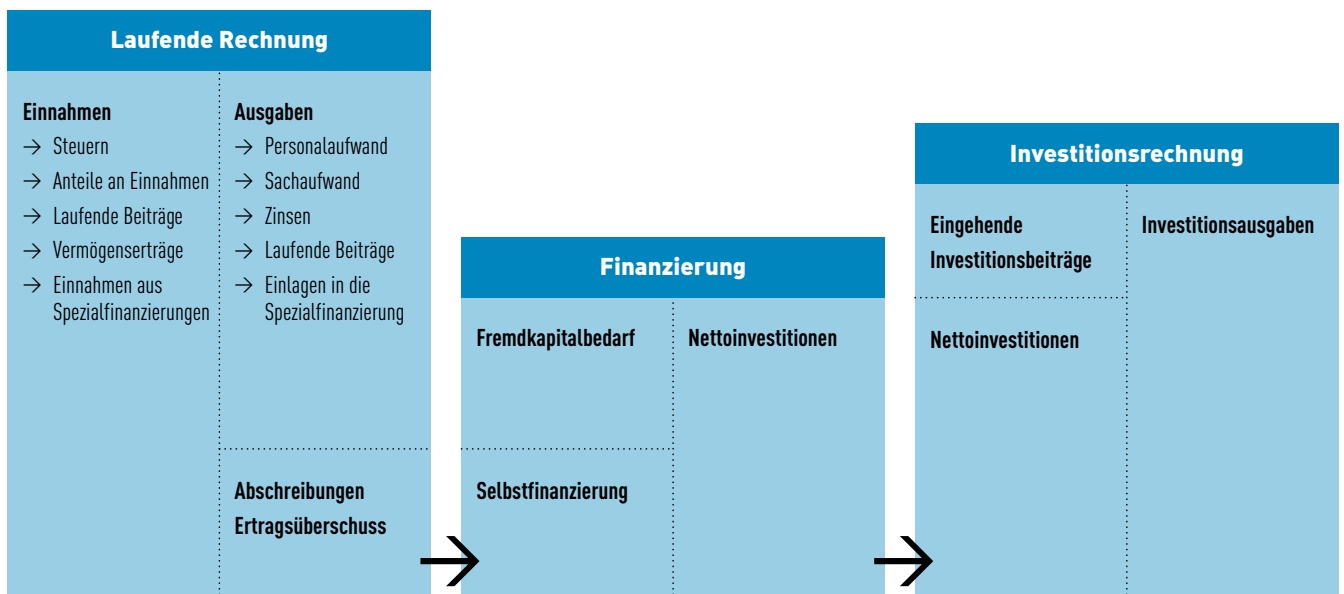 Laufende Rechnung
Einnahmen
→ Steuern
→ Anteile an Einnahmen
→ Laufende Beiträge
→ Vermögenserträge
→ Einnahmen aus
Spezialfinanzierungen
Ausgaben
→ Personalaufwand
→ Sachaufwand
→ Zinsen
→ Laufende Beiträge
→ Einlagen in die
Spezialfinanzierung
Abschreibungen
Ertragsüberschuss
Finanzierung
Fremdkapitalbedarf
Selbstfinanzierung
Nettoinvestitionen
Investitionsrechnung
Eingehende
Investitionsbeiträge
Nettoinvestitionen
Investitionsausgaben